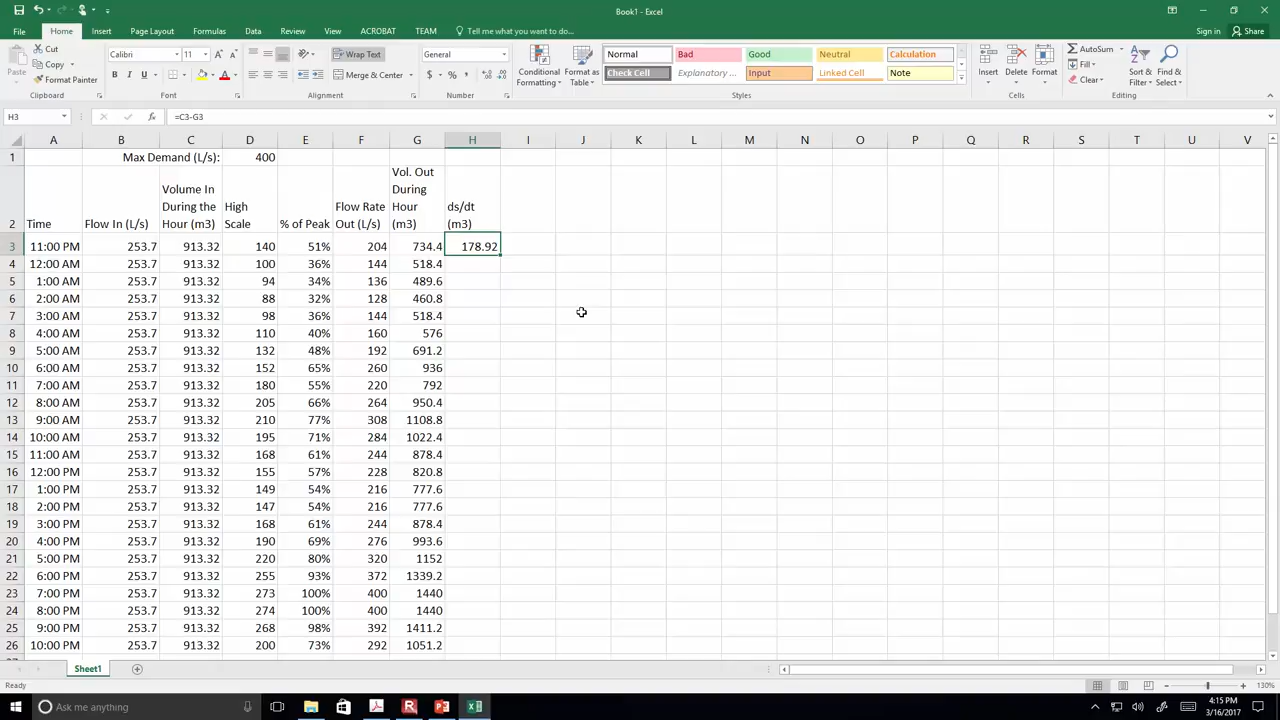 Book1 - Excel
Sign in Share
File Home Insert Page Layout Formulas Data Review View ACROBAT TEAM Tell me what you want to do...
Paste Cut Copy Format Painter Clipboard
Calibri 11 Font
Wrap Text Merge & Center Alignment
General $ % Number
Conditional Formatting Format as Table
Normal Bad Good Neutral Calculation
Check Cell Explanatory ... Input Linked Cell Note
Styles
Insert Delete Format Cells
AutoSum Fill Clear Sort & Filter Find & Select Editing
H3 fx =C3-G3
A B C D E F G H I J K L M N O P Q R S T U V
1 Max Demand (L/s): 400
2 Time Flow In (L/s) Volume In During the Hour (m3) High Scale % of Peak Flow Rate Out (L/s) Vol. Out During Hour (m3) ds/dt (m3)
3 11:00 PM 253.7 913.32 140 51% 204 734.4 178.92
4 12:00 AM 253.7 913.32 100 36% 144 518.4
5 1:00 AM 253.7 913.32 94 34% 136 489.6
6 2:00 AM 253.7 913.32 88 32% 128 460.8
7 3:00 AM 253.7 913.32 98 36% 144 518.4
8 4:00 AM 253.7 913.32 110 40% 160 576
9 5:00 AM 253.7 913.32 132 48% 192 691.2
10 6:00 AM 253.7 913.32 152 65% 260 936
11 7:00 AM 253.7 913.32 180 55% 220 792
12 8:00 AM 253.7 913.32 205 66% 264 950.4
13 9:00 AM 253.7 913.32 210 77% 308 1108.8
14 10:00 AM 253.7 913.32 195 71% 284 1022.4
15 11:00 AM 253.7 913.32 168 61% 244 878.4
16 12:00 PM 253.7 913.32 155 57% 228 820.8
17 1:00 PM 253.7 913.32 149 54% 216 777.6
18 2:00 PM 253.7 913.32 147 54% 216 777.6
19 3:00 PM 253.7 913.32 168 61% 244 878.4
20 4:00 PM 253.7 913.32 190 69% 276 993.6
21 5:00 PM 253.7 913.32 220 80% 320 1152
22 6:00 PM 253.7 913.32 255 93% 372 1339.2
23 7:00 PM 253.7 913.32 273 100% 400 1440
24 8:00 PM 253.7 913.32 274 100% 400 1440
25 9:00 PM 253.7 913.32 268 98% 392 1411.2
26 10:00 PM 253.7 913.32 200 73% 292 1051.2
Sheet1
Ready 130%
Ask me anything
4:15 PM
3/16/2017